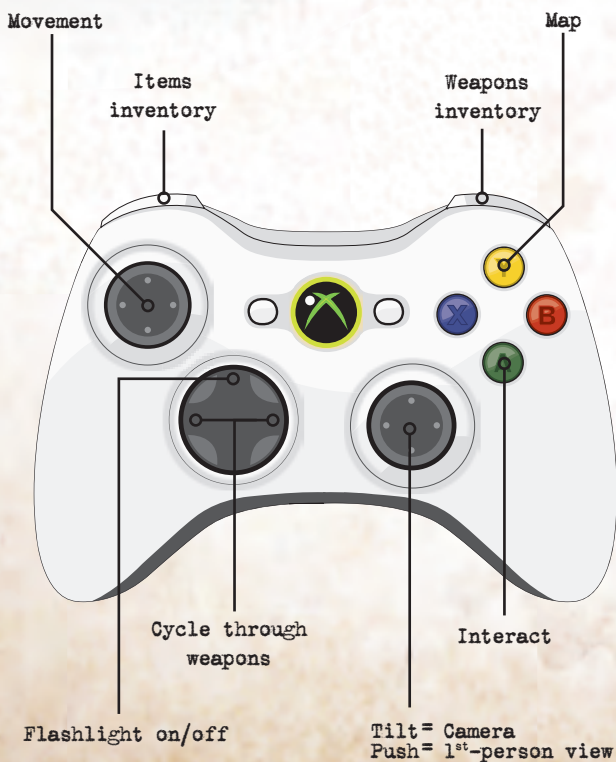 Movement
Map
Items
inventory
Weapons
inventory
Y
X
B
A
Cycle through
weapons
Interact
Flashlight on/off
Tilt= Camera
Push= 1st-person view